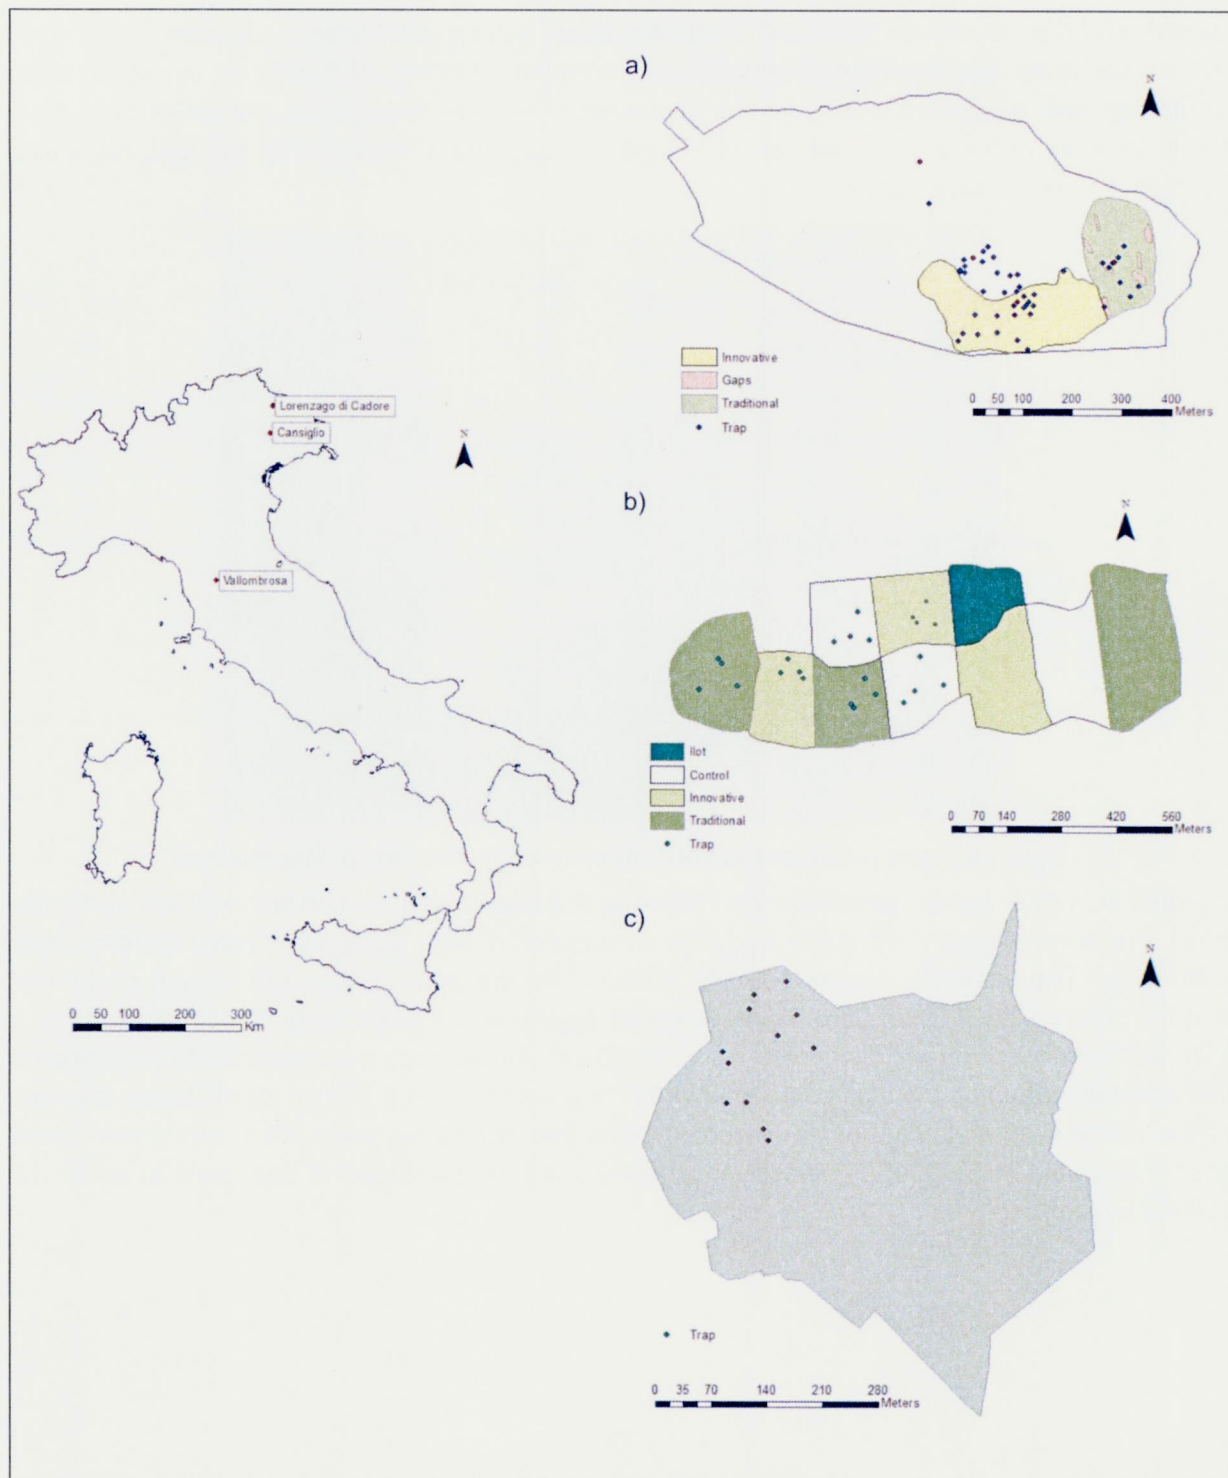 N
Lorenzago di Cadore
Cansiglio
Vallombrosa
0 50 100 200 300
Km
a)
N
Innovative
Gaps
Traditional
Trap
0 50 100 200 300 400
Meters
b)
N
Ilot
Control
Innovative
Traditional
Trap
0 70 140 280 420 560
Meters
c)
N
Trap
0 35 70 140 210 280
Meters